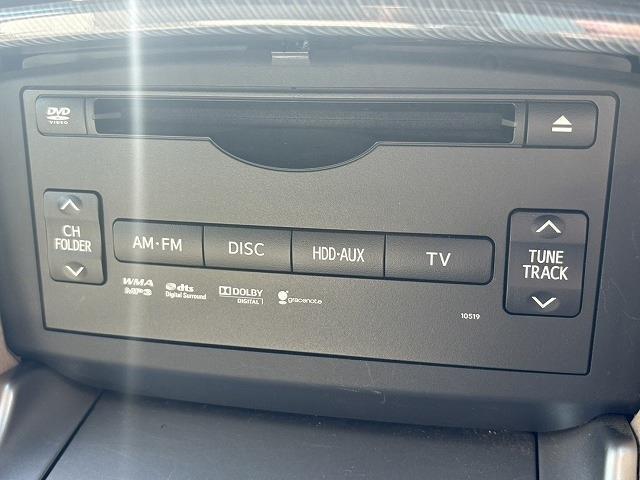 DVD
VIDEO
CH
FOLDER
AM·FM
DISC
HDD·AUX
TV
TUNE
TRACK
WMA
MP3
dts
Digital Surround
DOLBY
DIGITAL
gracenote
10519